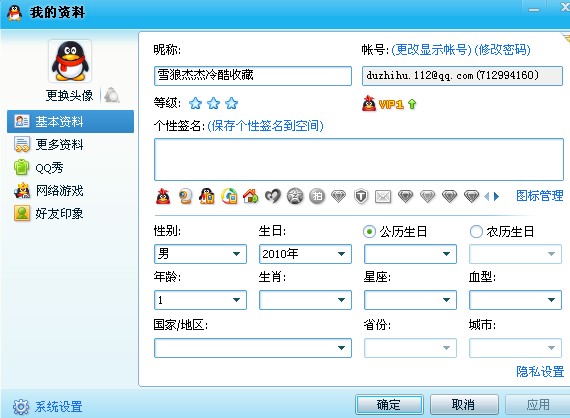 我的资料
昵称:
帐号: (更改显示帐号) (修改密码)
雪狼杰杰冷酷收藏
duzhihu.112@qq.com(712994160)
更换头像
等级:
VIP1
基本资料
个性签名: (保存个性签名到空间)
更多资料
QQ秀
网络游戏
图标管理
好友印象
性别:
生日:
公历生日
农历生日
男
2010年
年龄:
生肖:
星座:
血型:
1
国家/地区:
省份:
城市:
隐私设置
系统设置
确定
取消
应用